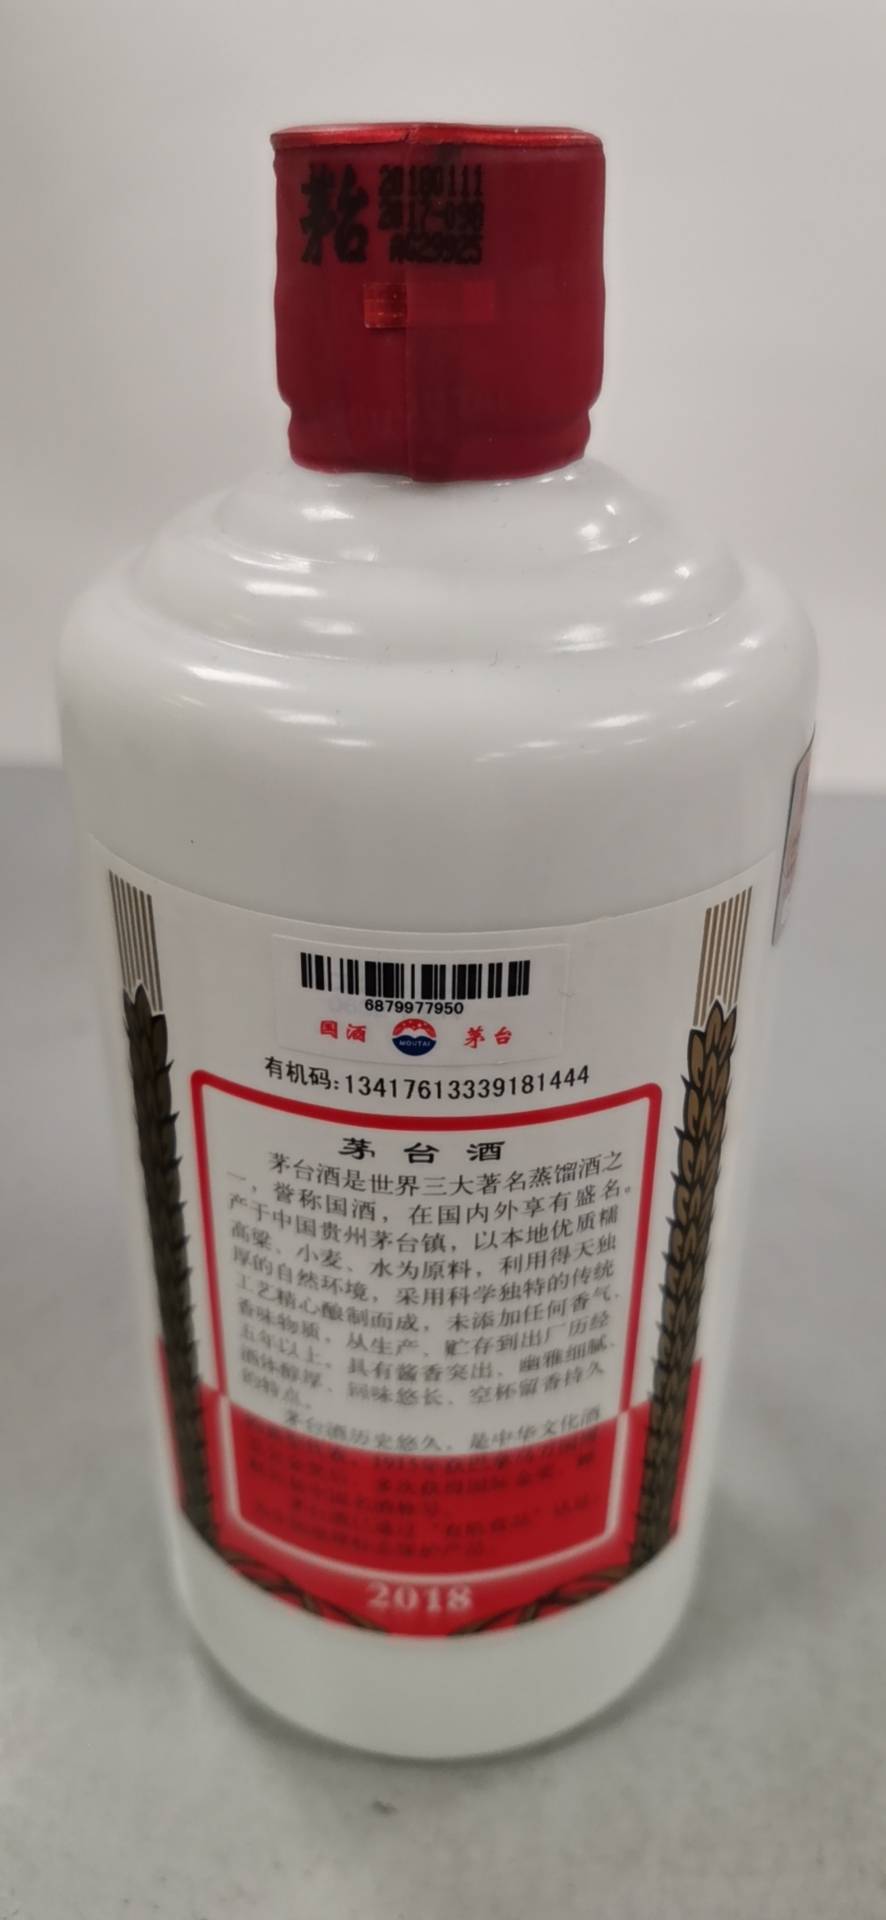 茅台
20180111
2017-090
6879977950
国酒
MOUTAI
茅台
有机码:13417613339181444
茅台酒
茅台酒是世界三大著名蒸馏酒之
一，誉称国酒，在国内外享有盛名。
产于中国贵州茅台镇，以本地优质糯
高粱、小麦、水为原料，利用得天独
厚的自然环境，采用科学独特的传统
工艺精心酿制而成，未添加任何香气、
香味物质，从生产、贮存到出厂历经
五年以上。具有酱香突出、幽雅细腻、
酒体醇厚、回味悠长、空杯留香持久
的特点。
茅台酒历史悠久，是中华文化酒
2018